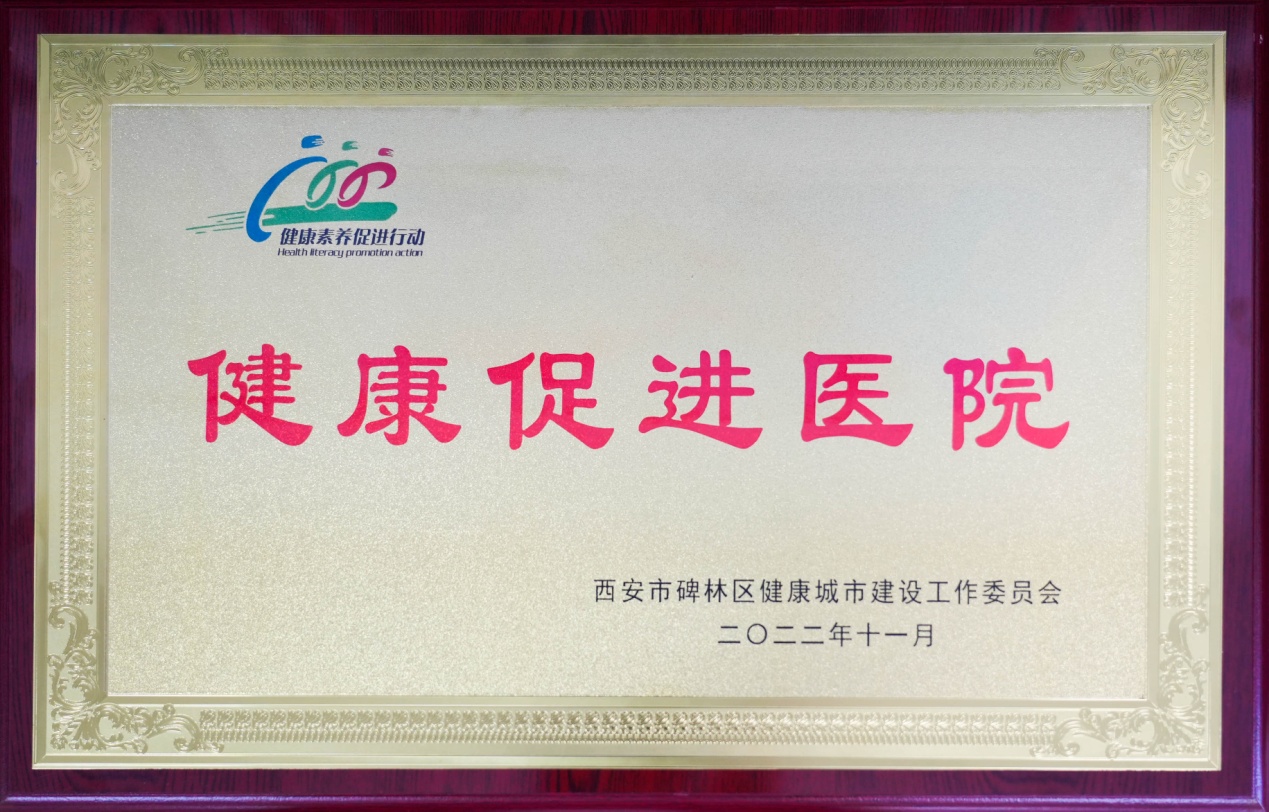 健康素养促进行动
Health literacy promotion action
健康促进医院
西安市碑林区健康城市建设工作委员会
二〇二二年十一月